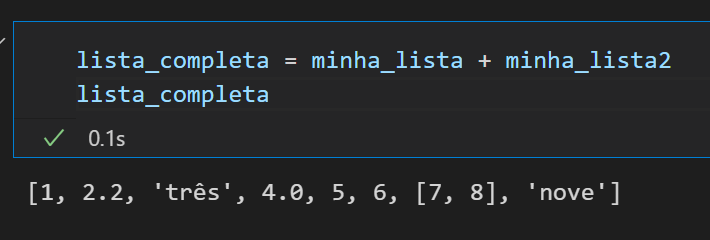 lista_completa = minha_lista + minha_lista2
lista_completa
0.1s
[1, 2.2, 'três', 4.0, 5, 6, [7, 8], 'nove']